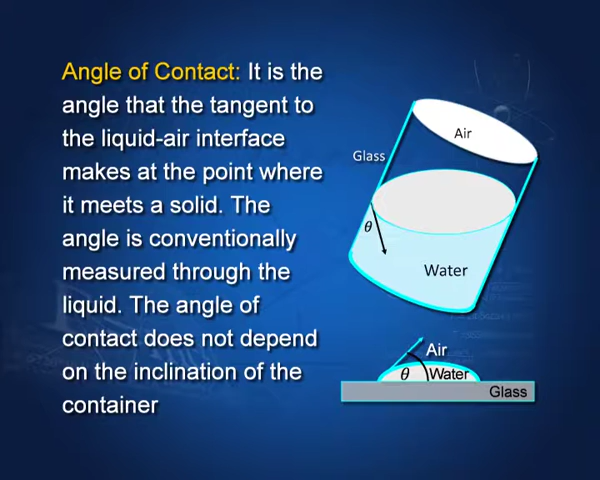 Angle of Contact: It is the
angle that the tangent to
the liquid-air interface
makes at the point where
it meets a solid. The
angle is conventionally
measured through the
liquid. The angle of
contact does not depend
on the inclination of the
container
Air
Glass
θ
Water
Air
θ
Water
Glass